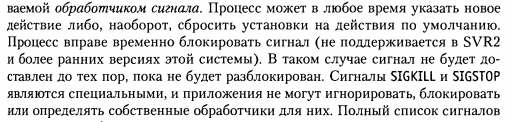 ваемой обработчиком сигнала. Процесс может в любое время указать новое
действие либо, наоборот, сбросить установки на действия по умолчанию.
Процесс вправе временно блокировать сигнал (не поддерживается в SVR2
и более ранних версиях этой системы). В таком случае сигнал не будет до-
ставлен до тех пор, пока не будет разблокирован. Сигналы SIGKILL и SIGSTOP
являются специальными, и приложения не могут игнорировать, блокировать
или определять собственные обработчики для них. Полный список сигналов